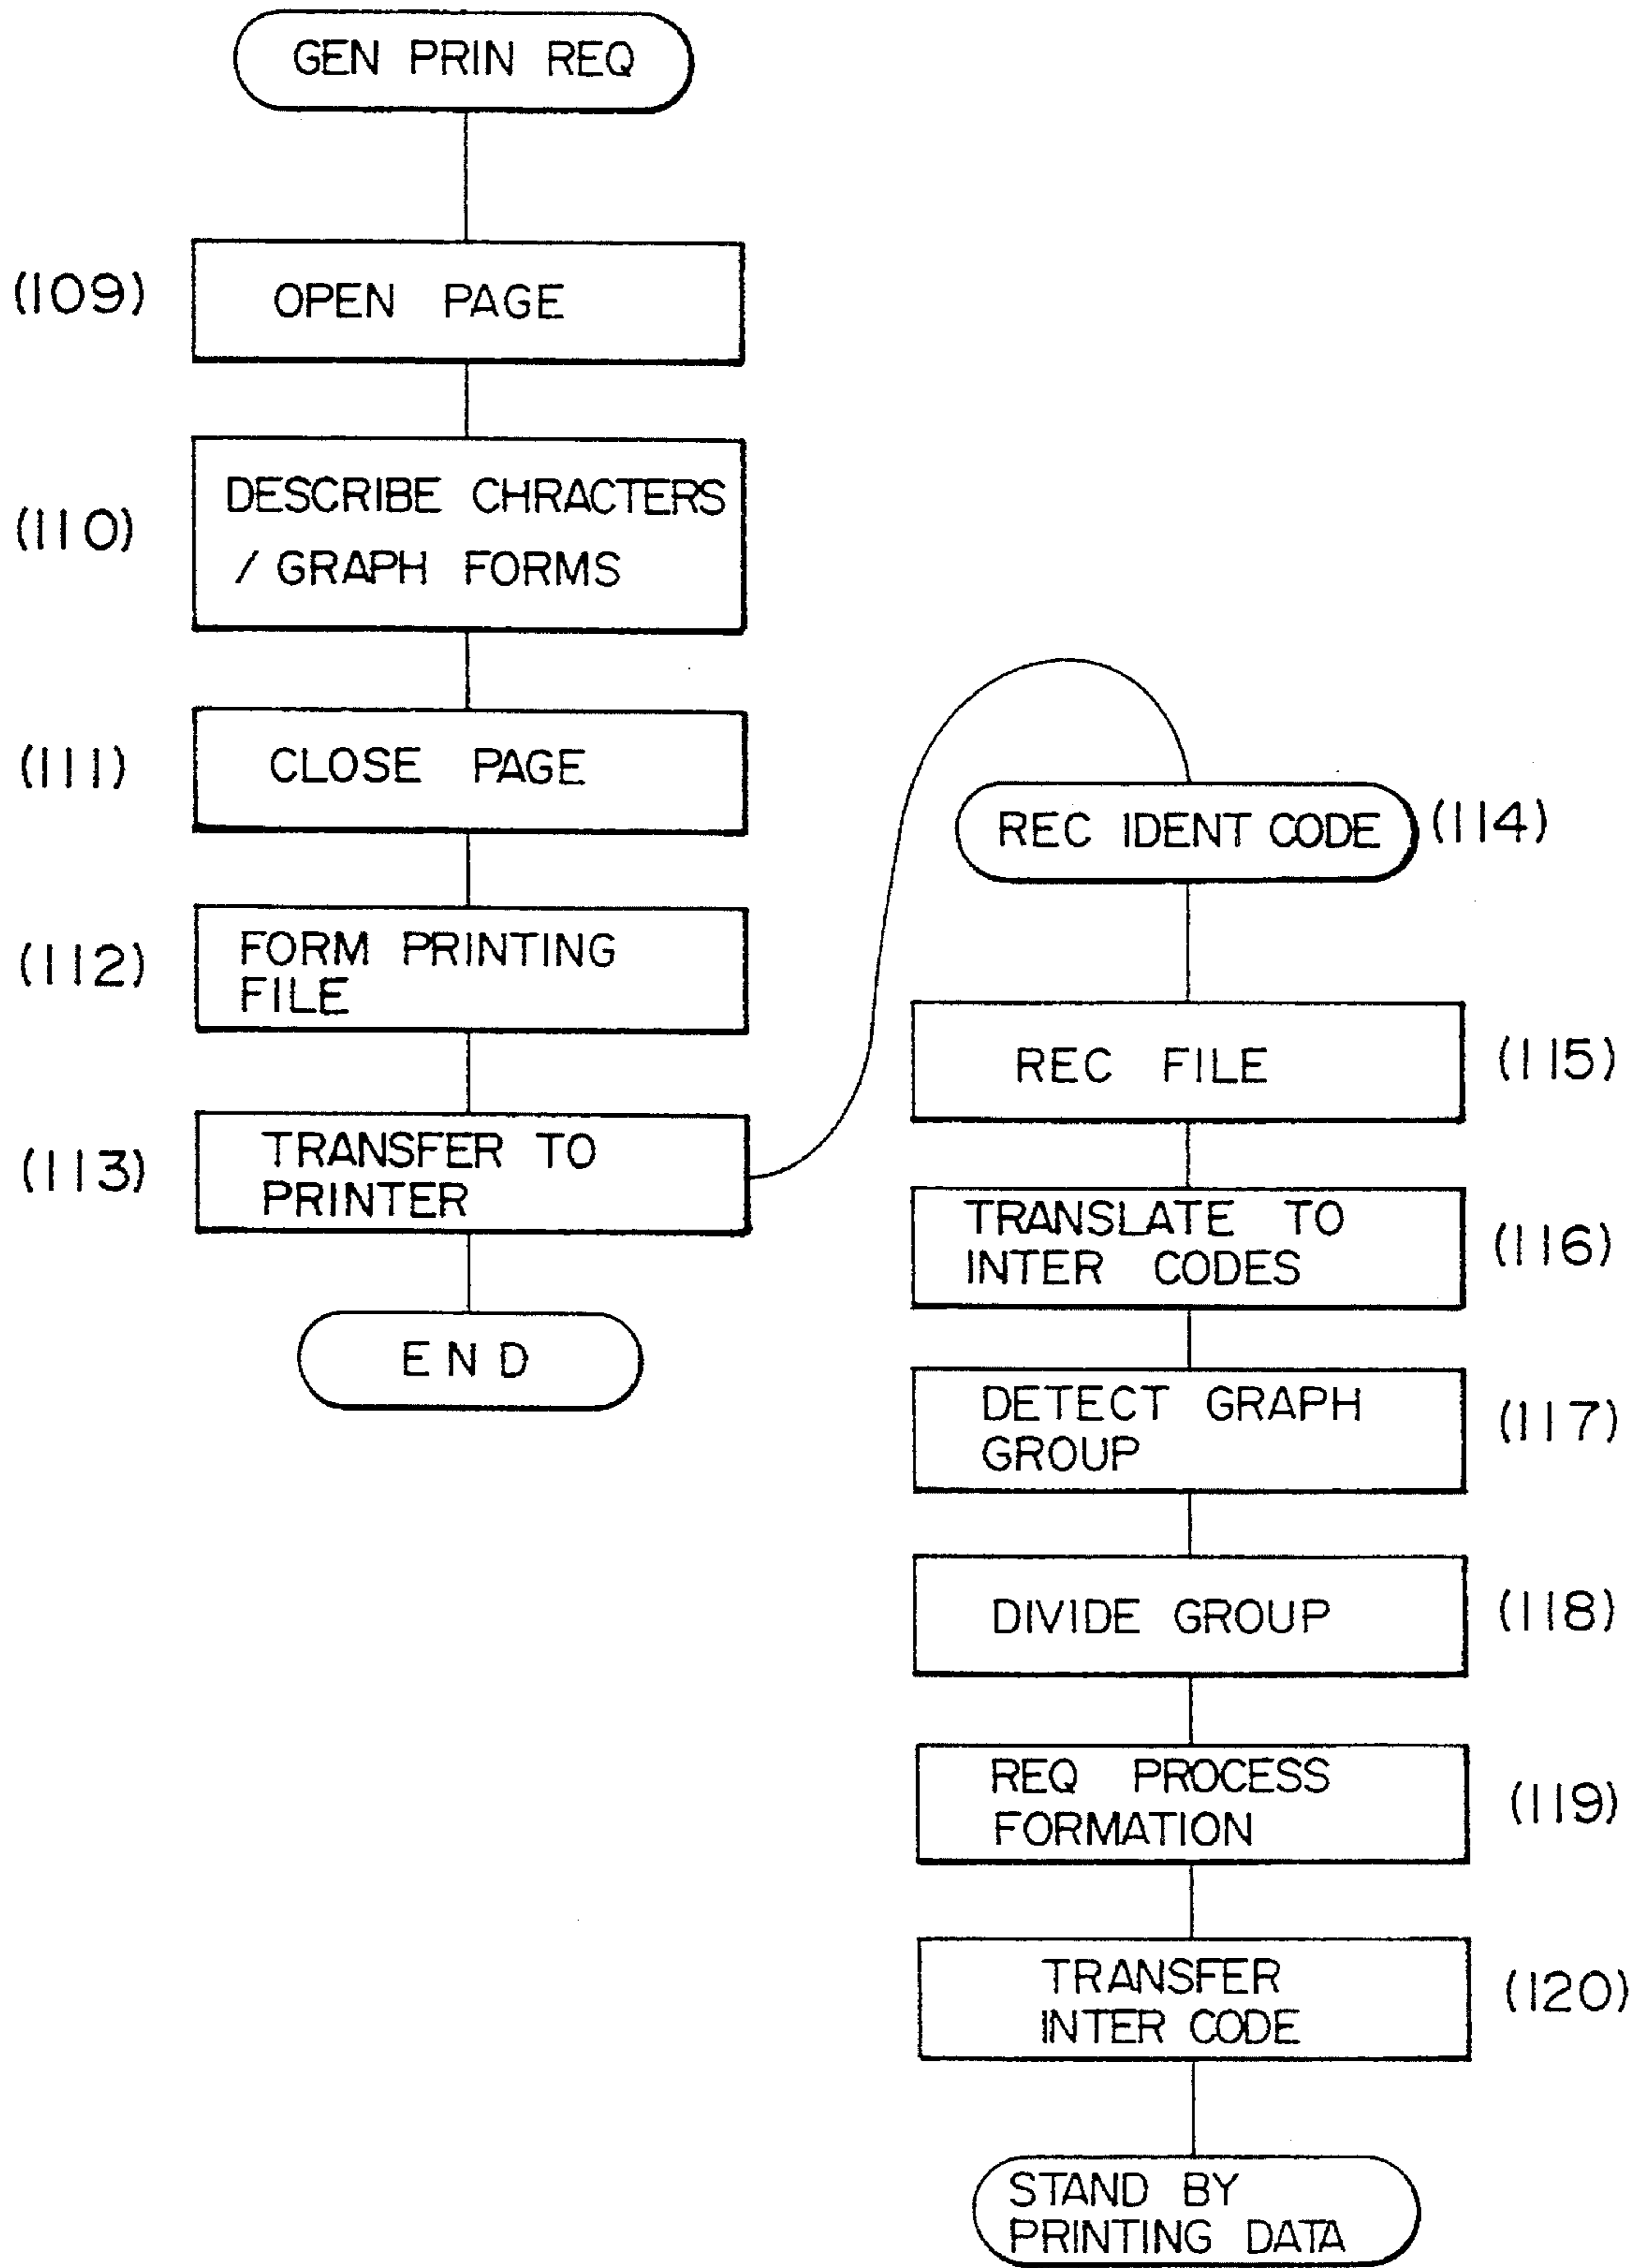 GEN PRIN REQ
(109)
OPEN PAGE
(110)
DESCRIBE CHRACTERS
/ GRAPH FORMS
(111)
CLOSE PAGE
(112)
FORM PRINTING
FILE
(113)
TRANSFER TO
PRINTER
END
REC IDENT CODE
(114)
REC FILE
(115)
TRANSLATE TO
INTER CODES
(116)
DETECT GRAPH
GROUP
(117)
DIVIDE GROUP
(118)
REQ PROCESS
FORMATION
(119)
TRANSFER
INTER CODE
(120)
STAND BY
PRINTING DATA